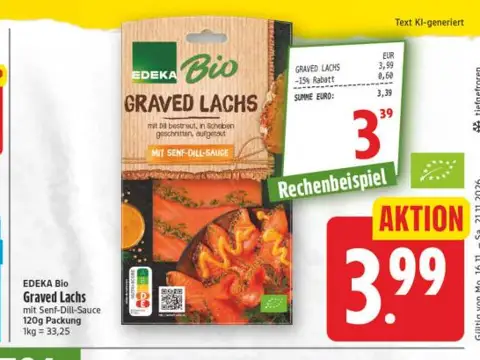 Text KI-generiert
EDEKA Bio
GRAVED LACHS
mit Dill bestreut, in Scheiben
geschnitten, aufgetaut
MIT SENF-DILL-SAUCE
EUR
GRAVED LACHS 3,99
-15% Rabatt 0,60
SUMME EURO: 3,39
3 39
Rechenbeispiel
AKTION
3.99
EDEKA Bio
Graved Lachs
mit Senf-Dill-Sauce
120g Packung
1kg = 33,25
tiefgefroren
Gültig von Mo. 16.11. – Sa. 21.11.2026